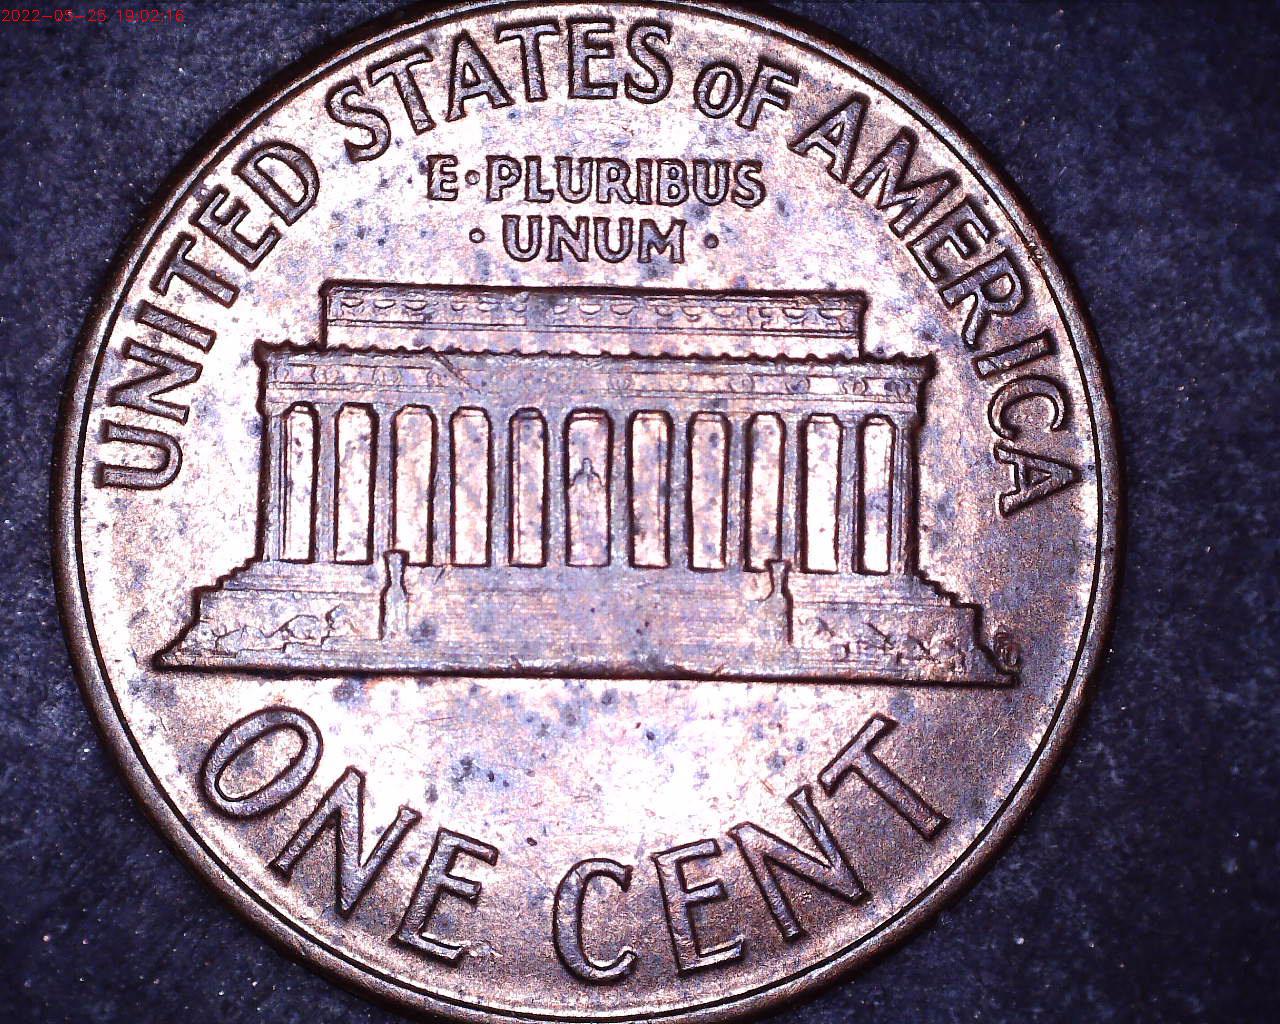 2022-05-25 19:02:16
UNITED STATES OF AMERICA
E·PLURIBUS
·UNUM·
ONE CENT